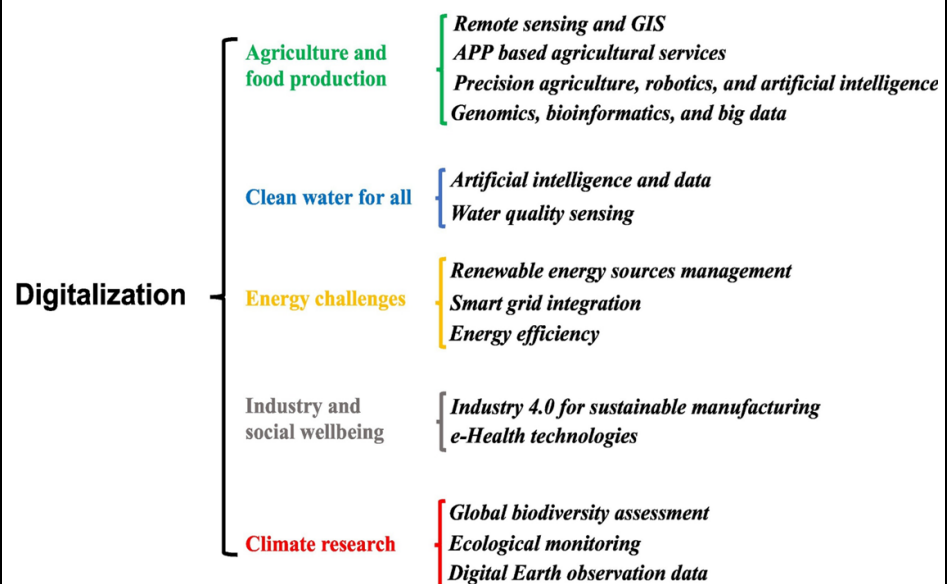 Digitalization
Agriculture and
food production
Remote sensing and GIS
APP based agricultural services
Precision agriculture, robotics, and artificial intelligence
Genomics, bioinformatics, and big data
Clean water for all
Artificial intelligence and data
Water quality sensing
Energy challenges
Renewable energy sources management
Smart grid integration
Energy efficiency
Industry and
social wellbeing
Industry 4.0 for sustainable manufacturing
e-Health technologies
Climate research
Global biodiversity assessment
Ecological monitoring
Digital Earth observation data